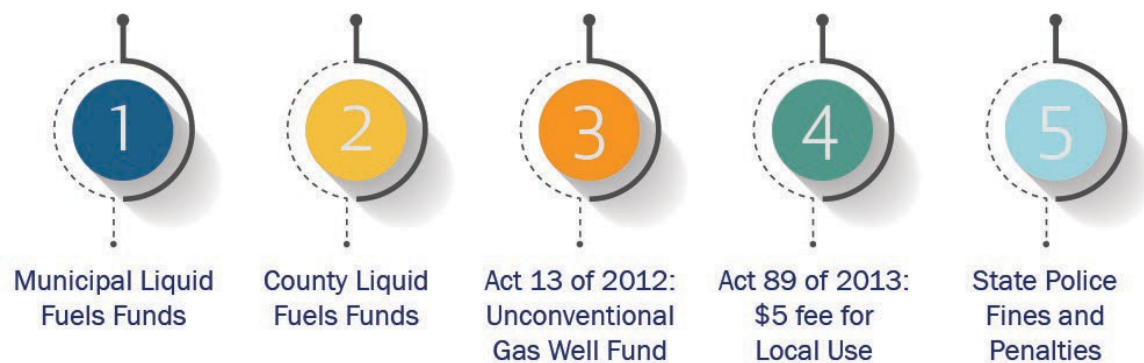 1
2
3
4
5
Municipal Liquid
Fuels Funds
County Liquid
Fuels Funds
Act 13 of 2012:
Unconventional
Gas Well Fund
Act 89 of 2013:
$5 fee for
Local Use
State Police
Fines and
Penalties